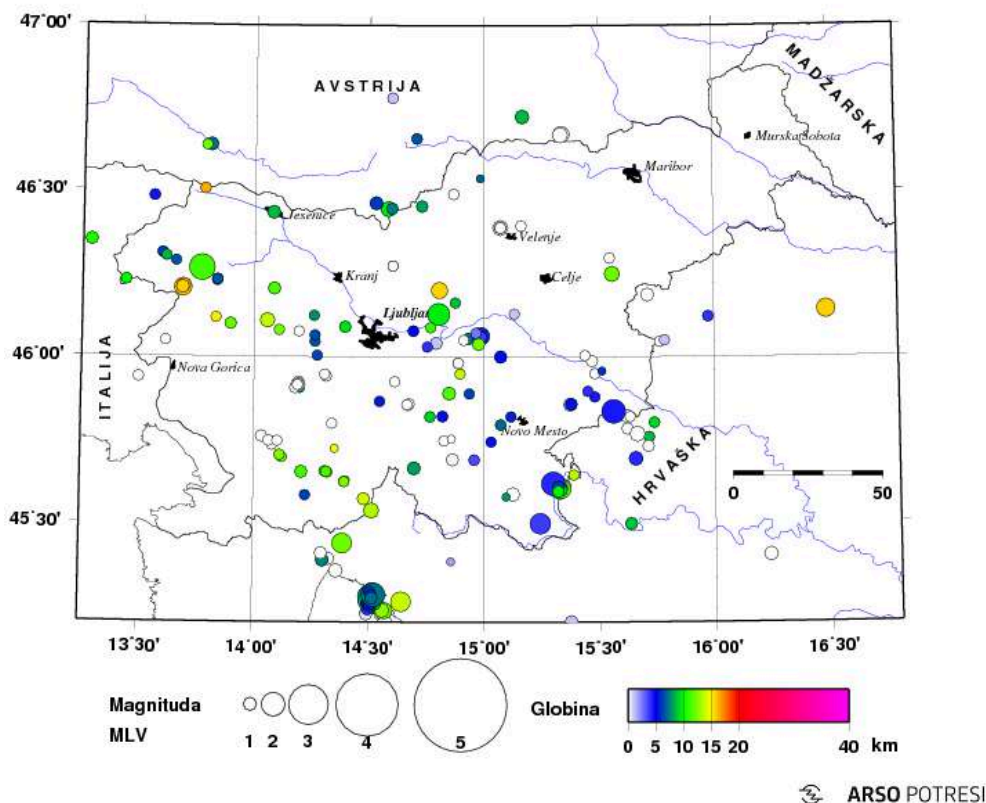 47°00'
AVSTRIJA
MADŽARSKA
Murska Sobota
Maribor
46°30'
Jesenice
Velenje
Kranj
Celje
Ljubljana
46°00'
Nova Gorica
ITALIJA
Novo Mesto
HRVAŠKA
0 50
45°30'
13°30' 14°00' 14°30' 15°00' 15°30' 16°00' 16°30'
Magnituda
MLV
1 2 3 4 5
Globina
0 5 10 15 20 40 km
ARSO POTRESI